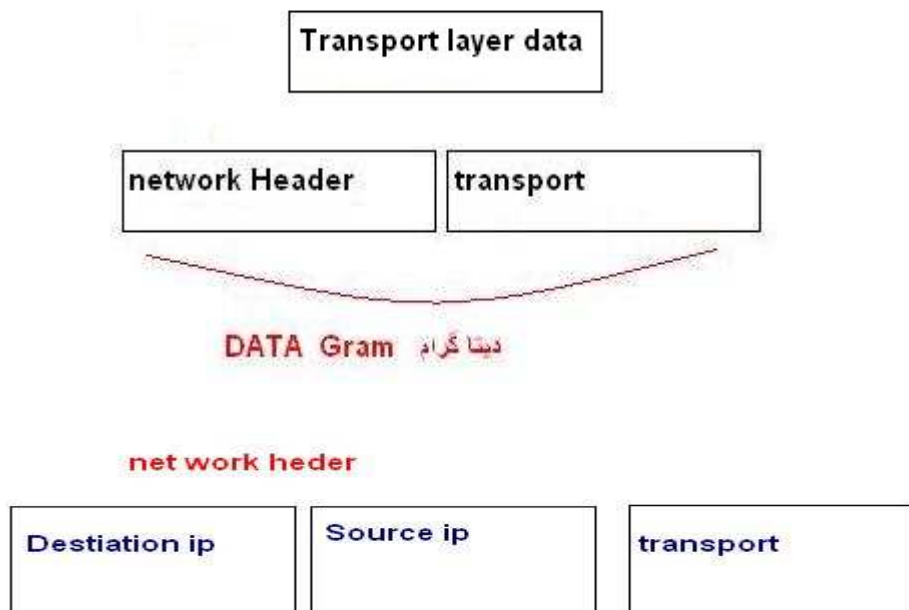 Transport layer data
network Header
transport
DATA Gram دیتا گرام
net work heder
Destiation ip
Source ip
transport